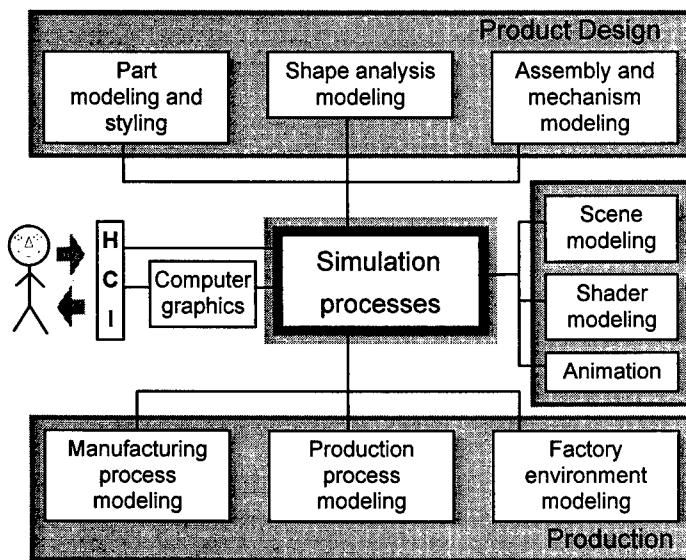 Product Design
Part
modeling and
styling
Shape analysis
modeling
Assembly and
mechanism
modeling
H
C
I
Computer
graphics
Simulation
processes
Scene
modeling
Shader
modeling
Animation
Manufacturing
process
modeling
Production
process
modeling
Factory
environment
modeling
Production